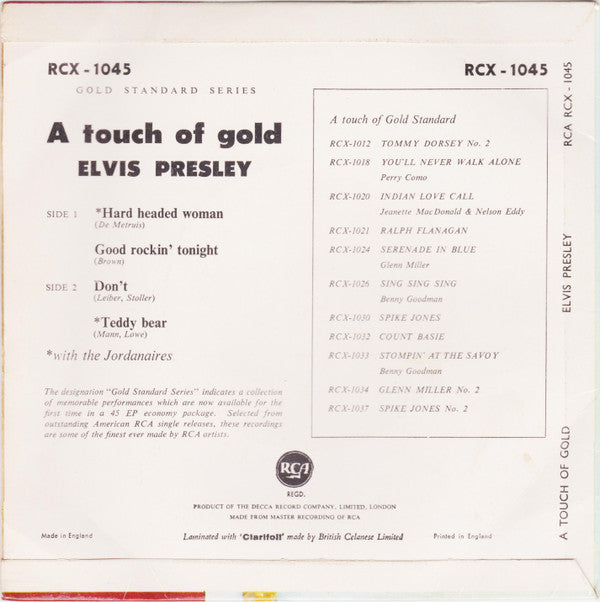 RCX - 1045
GOLD STANDARD SERIES
A touch of gold
ELVIS PRESLEY
SIDE 1 *Hard headed woman
(De Metruis)
Good rockin' tonight
(Brown)
SIDE 2 Don't
(Leiber, Stoller)
*Teddy bear
(Mann, Lowe)
*with the Jordanaires
The designation "Gold Standard Series" indicates a collection
of memorable performances which are now available for the
first time in a 45 EP economy package. Selected from
outstanding American RCA single releases, these recordings
are some of the finest ever made by RCA artists.
RCX - 1045
A touch of Gold Standard
RCX-1012 TOMMY DORSEY No. 2
RCX-1018 YOU'LL NEVER WALK ALONE
Perry Como
RCX-1020 INDIAN LOVE CALL
Jeanette MacDonald & Nelson Eddy
RCX-1021 RALPH FLANAGAN
RCX-1024 SERENADE IN BLUE
Glenn Miller
RCX-1026 SING SING SING
Benny Goodman
RCX-1030 SPIKE JONES
RCX-1032 COUNT BASIE
RCX-1033 STOMPIN' AT THE SAVOY
Benny Goodman
RCX-1034 GLENN MILLER No. 2
RCX-1037 SPIKE JONES No. 2
RCA
REGD.
PRODUCT OF THE DECCA RECORD COMPANY, LIMITED, LONDON
MADE FROM MASTER RECORDING OF RCA
Made in England
Laminated with 'Clarifoil' made by British Celanese Limited
Printed in England
A TOUCH OF GOLD ELVIS PRESLEY RCA RCX - 1045